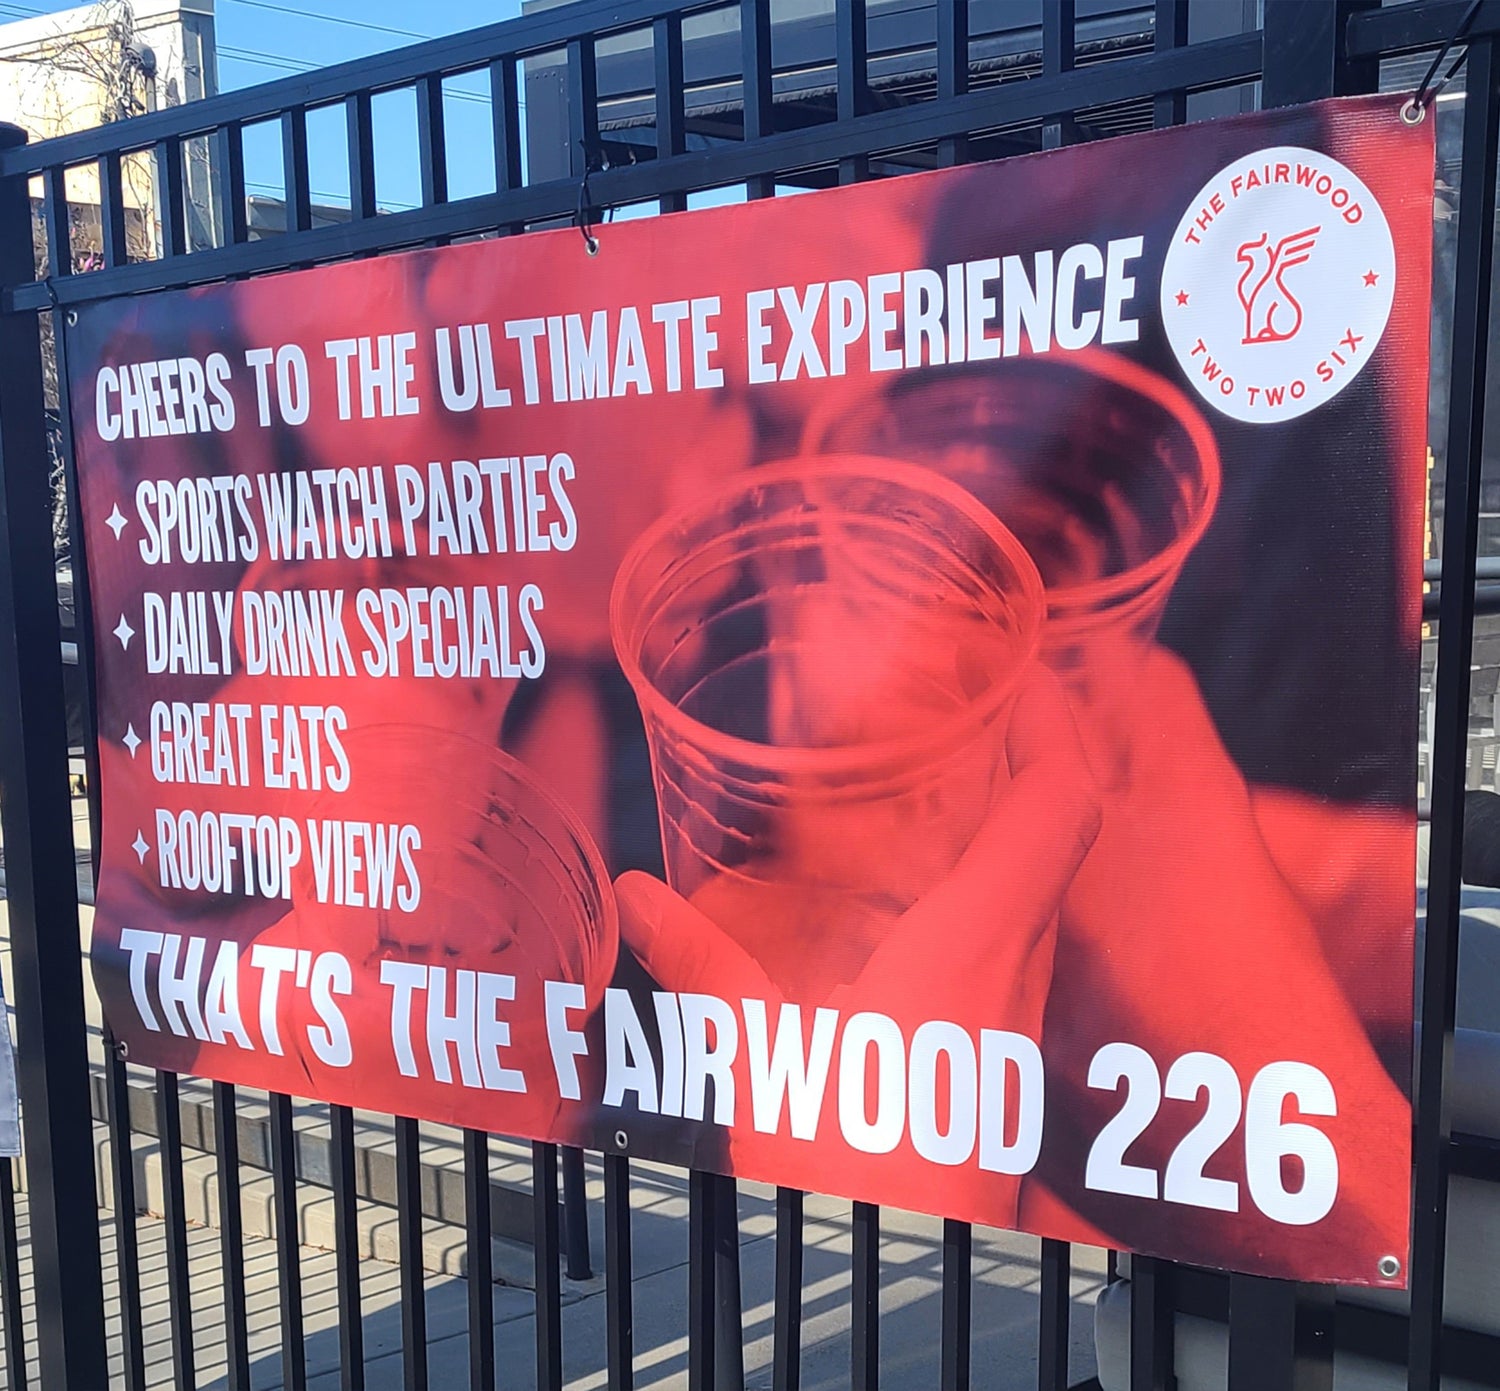 THE FAIRWOOD
TWO TWO SIX
CHEERS TO THE ULTIMATE EXPERIENCE
SPORTS WATCH PARTIES
DAILY DRINK SPECIALS
GREAT EATS
ROOFTOP VIEWS
THAT'S THE FAIRWOOD 226